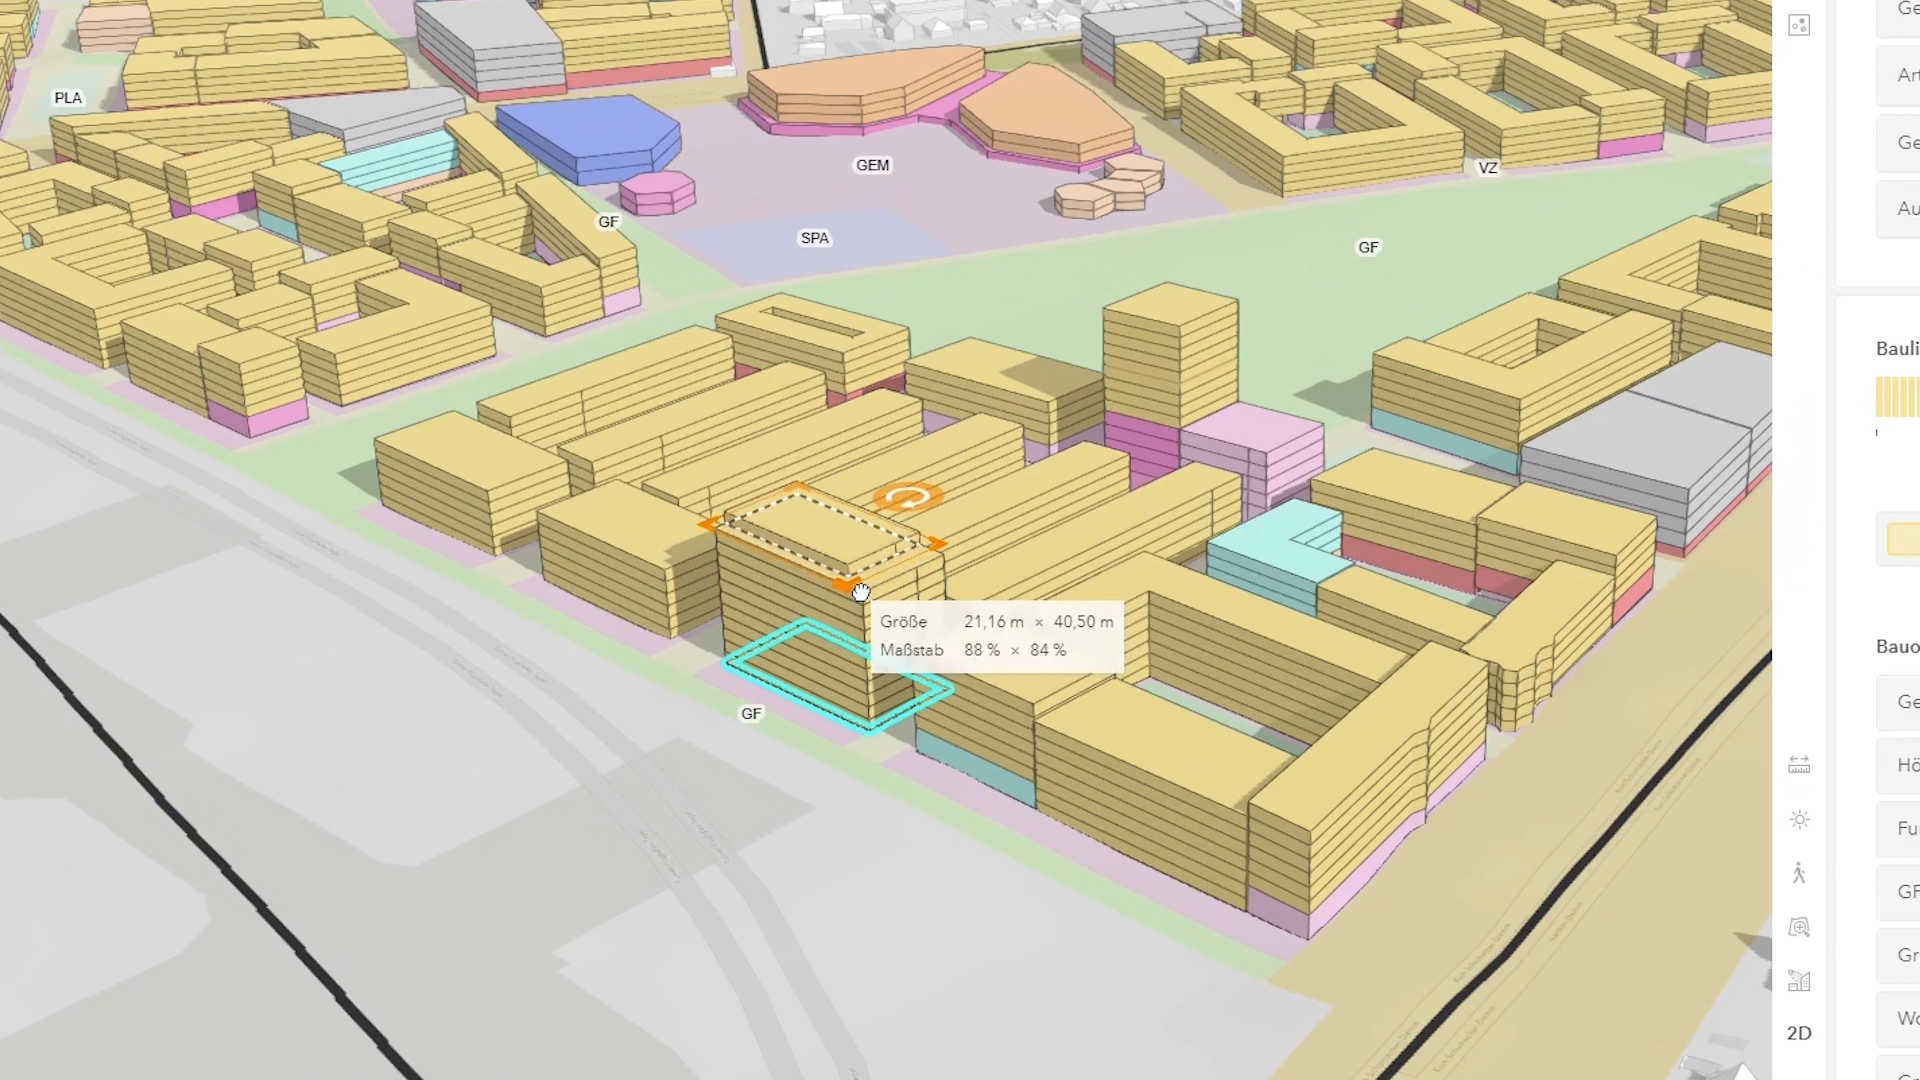 PLA
GEM
VZ
GF
SPA
GF
Größe 21,16 m × 40,50 m
Maßstab 88 % × 84 %
GF
Ge
Art
Ge
Au
Bauli
Bauo
Ge
Hö
Fu
GF
Gr
Wo
2D